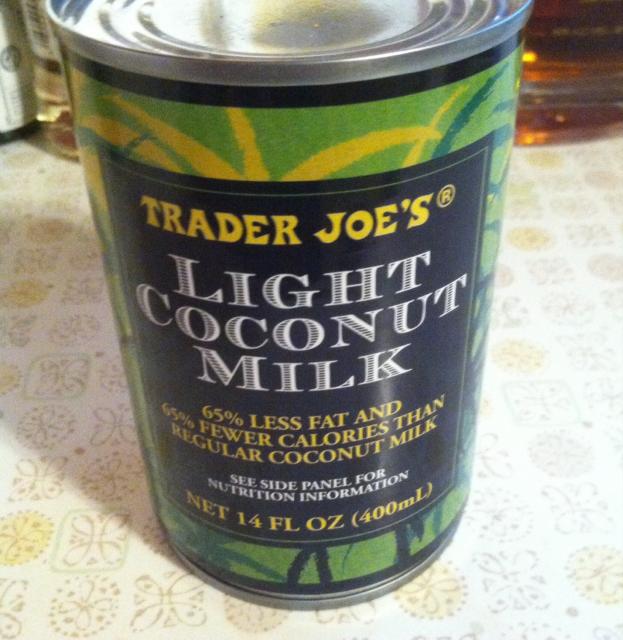 TRADER JOE'S®
LIGHT
COCONUT
MILK
65% LESS FAT AND
65% FEWER CALORIES THAN
REGULAR COCONUT MILK
SEE SIDE PANEL FOR
NUTRITION INFORMATION
NET 14 FL OZ (400mL)